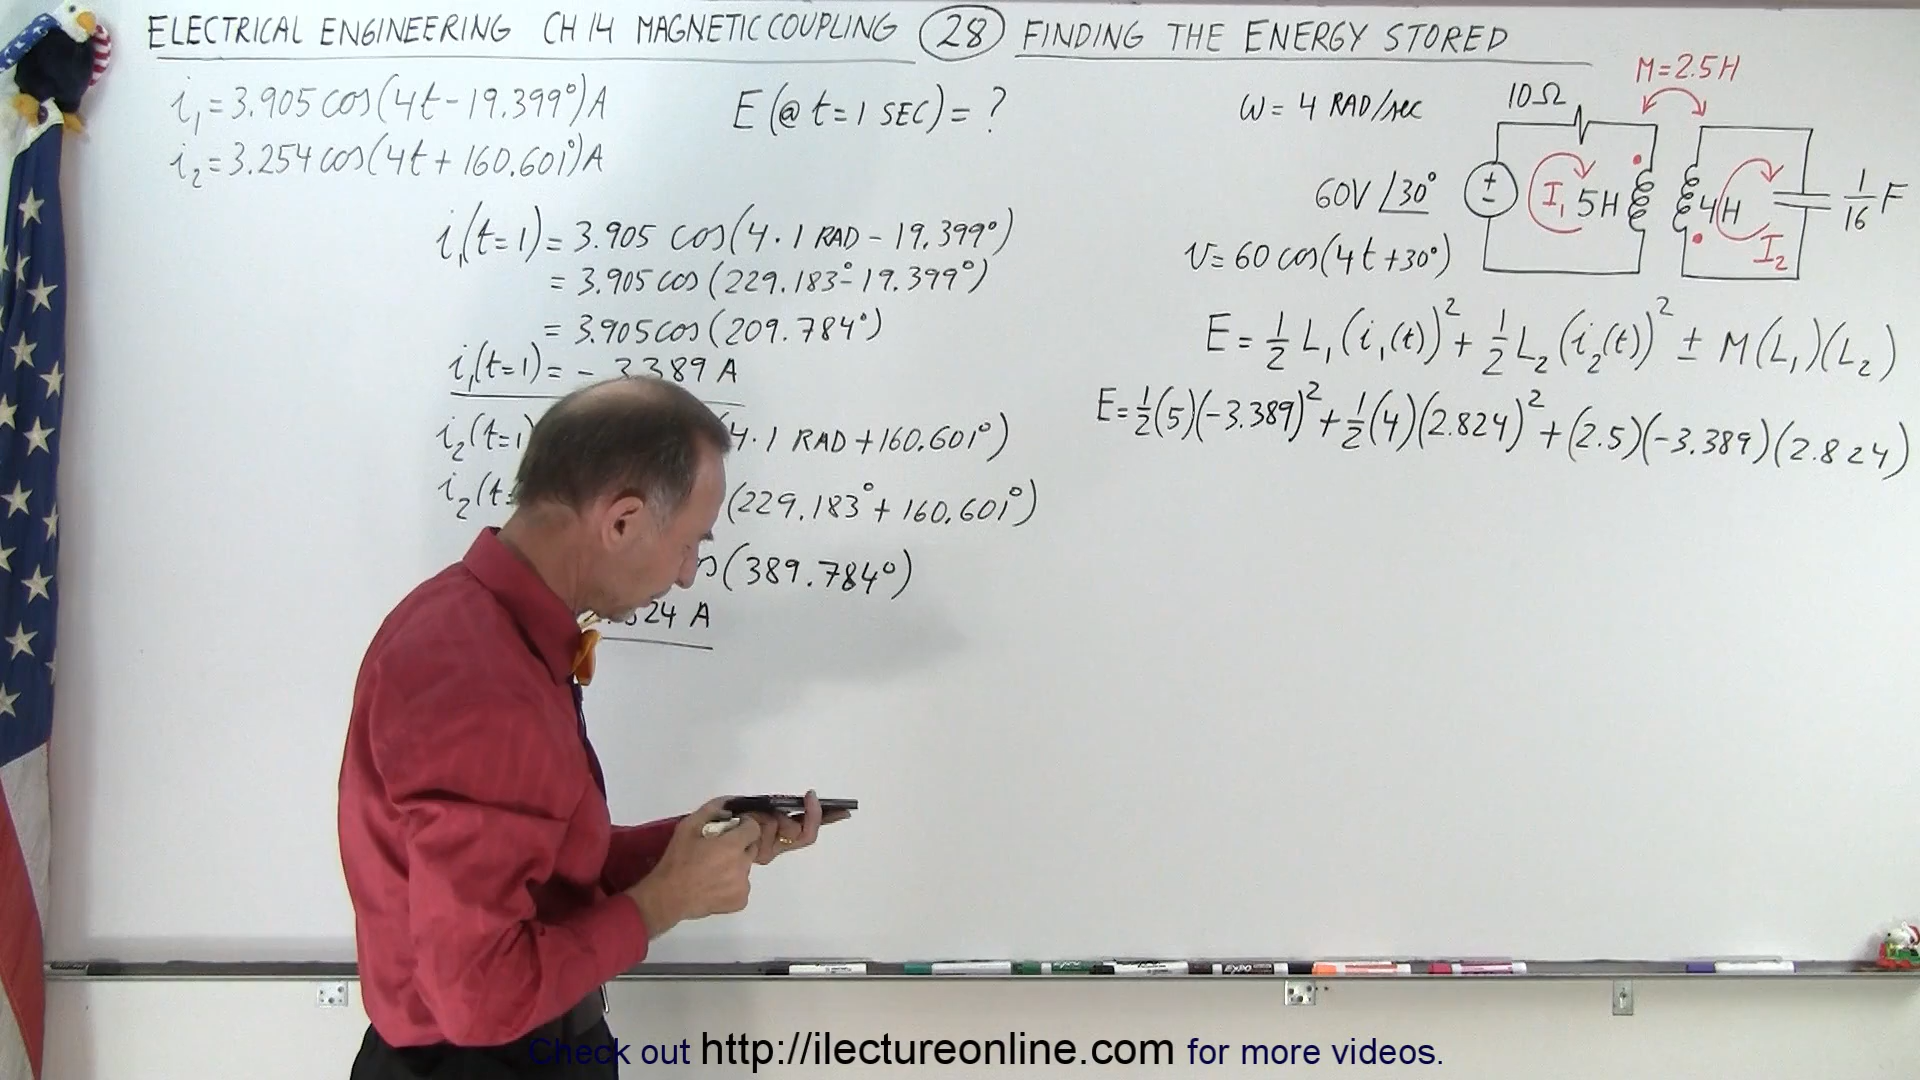 ELECTRICAL ENGINEERING CH 14 MAGNETIC COUPLING 28 FINDING THE ENERGY STORED
i₁ = 3.905 cos(4t - 19.399°) A
i₂ = 3.254 cos(4t + 160.601°) A
E (@ t = 1 SEC) = ?
i₁(t=1) = 3.905 cos(4 · 1 RAD - 19.399°)
= 3.905 cos(229.183° - 19.399°)
= 3.905 cos(209.784°)
i₁(t=1) = - 3.389 A
i₂(t=1 4 · 1 RAD + 160.601°)
i₂(t= (229.183° + 160.601°)
(389.784°)
24 A
ω = 4 RAD/sec
60V ∠30°
v = 60 cos(4t + 30°)
M = 2.5 H
10Ω
+
-
I₁
5H
4H
I₂
1/16 F
E = 1/2 L₁ (i₁(t))² + 1/2 L₂ (i₂(t))² ± M(L₁)(L₂)
E = 1/2 (5)(-3.389)² + 1/2 (4)(2.824)² + (2.5)(-3.389)(2.824)
EXPO
Check out http://ilectureonline.com for more videos.